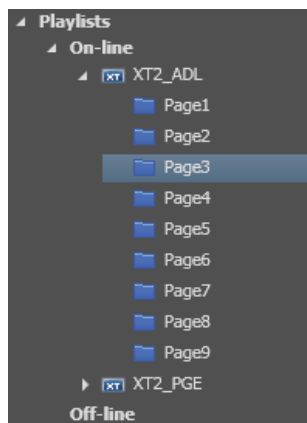 Playlists
On-line
XT XT2_ADL
Page1
Page2
Page3
Page4
Page5
Page6
Page7
Page8
Page9
XT XT2_PGE
Off-line